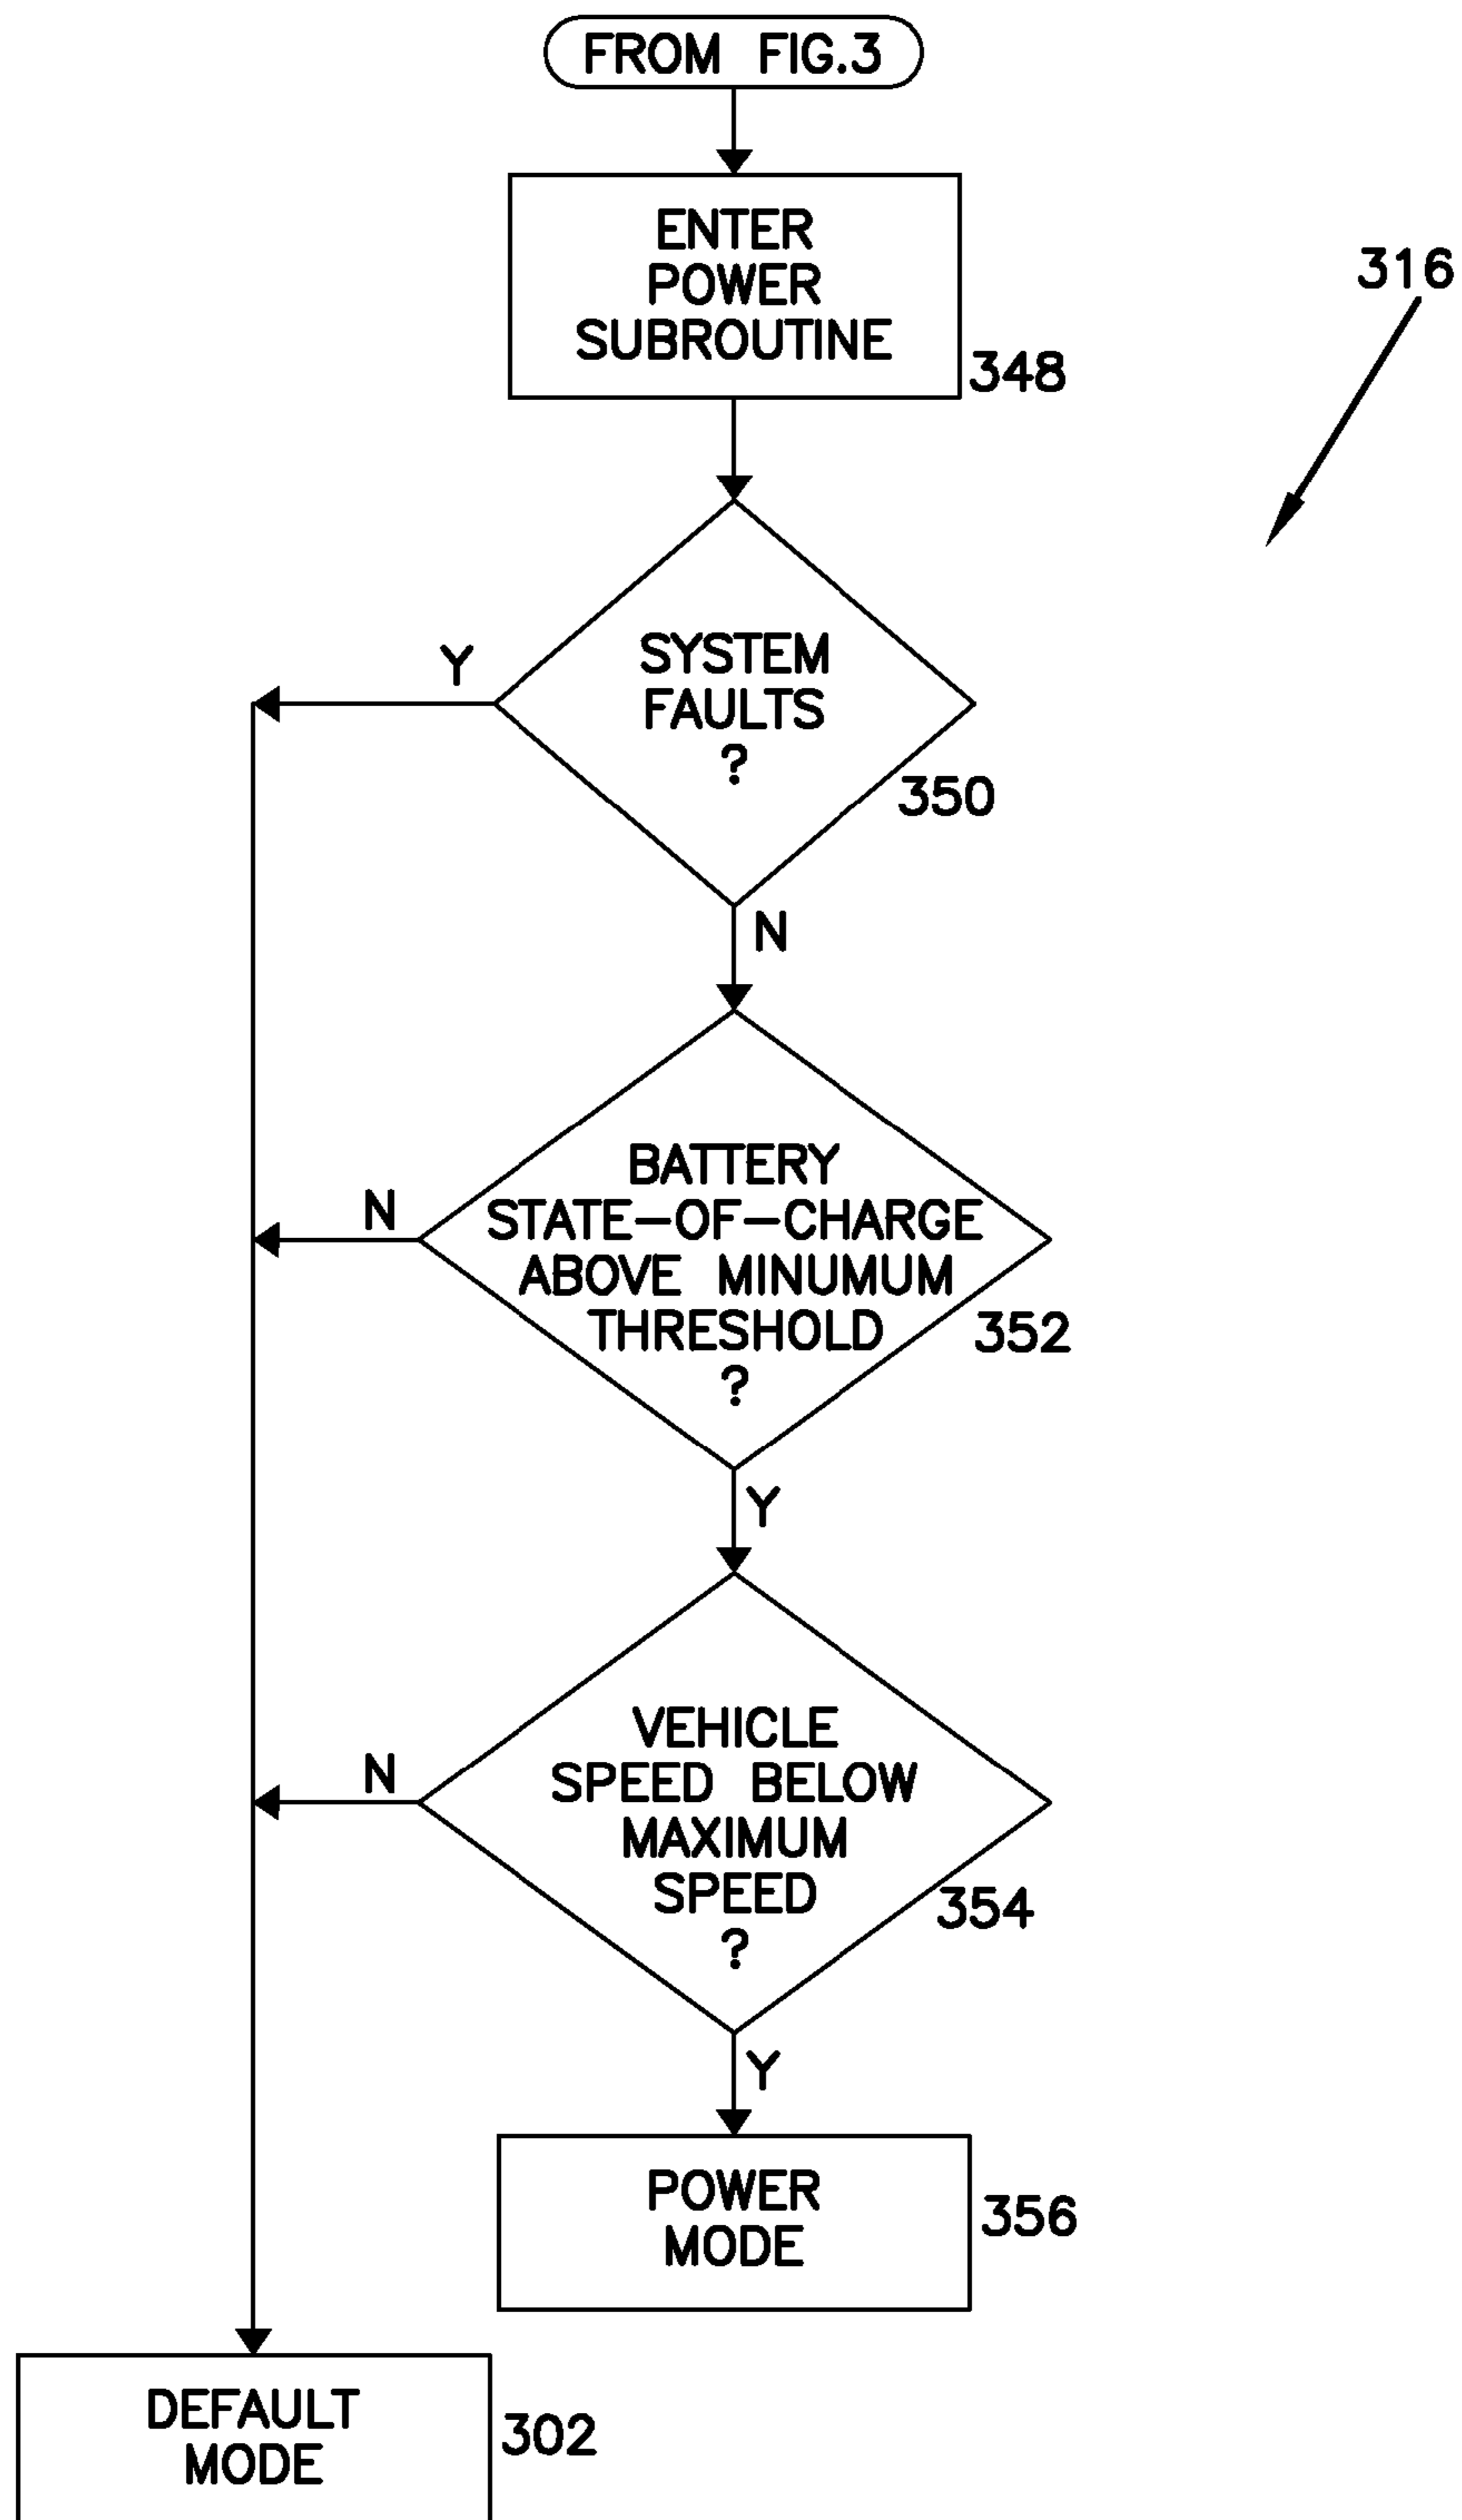 FROM FIG.3
ENTER
POWER
SUBROUTINE
348
316
SYSTEM
FAULTS
?
350
Y
N
BATTERY
STATE-OF-CHARGE
ABOVE MINUMUM
THRESHOLD
?
352
N
Y
VEHICLE
SPEED BELOW
MAXIMUM
SPEED
?
354
N
Y
POWER
MODE
356
DEFAULT
MODE
302